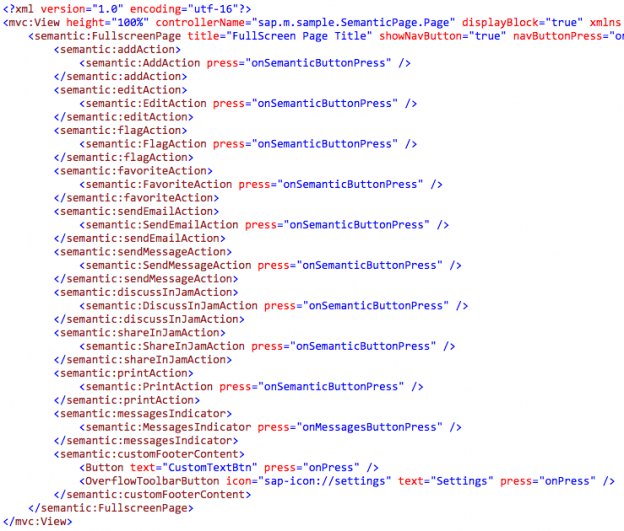 <?xml version="1.0" encoding="utf-16"?>
<mvc:View height="100%" controllerName="sap.m.sample.SemanticPage.Page" displayBlock="true" xmlns
<semantic:FullscreenPage title="FullScreen Page Title" showNavButton="true" navButtonPress="on
<semantic:addAction>
<semantic:AddAction press="onSemanticButtonPress" />
</semantic:addAction>
<semantic:editAction>
<semantic:EditAction press="onSemanticButtonPress" />
</semantic:editAction>
<semantic:flagAction>
<semantic:FlagAction press="onSemanticButtonPress" />
</semantic:flagAction>
<semantic:favoriteAction>
<semantic:FavoriteAction press="onSemanticButtonPress" />
</semantic:favoriteAction>
<semantic:sendEmailAction>
<semantic:SendEmailAction press="onSemanticButtonPress" />
</semantic:sendEmailAction>
<semantic:sendMessageAction>
<semantic:SendMessageAction press="onSemanticButtonPress" />
</semantic:sendMessageAction>
<semantic:discussInJamAction>
<semantic:DiscussInJamAction press="onSemanticButtonPress" />
</semantic:discussInJamAction>
<semantic:shareInJamAction>
<semantic:ShareInJamAction press="onSemanticButtonPress" />
</semantic:shareInJamAction>
<semantic:printAction>
<semantic:PrintAction press="onSemanticButtonPress" />
</semantic:printAction>
<semantic:messagesIndicator>
<semantic:MessagesIndicator press="onMessagesButtonPress" />
</semantic:messagesIndicator>
<semantic:customFooterContent>
<Button text="CustomTextBtn" press="onPress" />
<OverflowToolbarButton icon="sap-icon://settings" text="Settings" press="onPress" />
</semantic:customFooterContent>
</semantic:FullscreenPage>
</mvc:View>